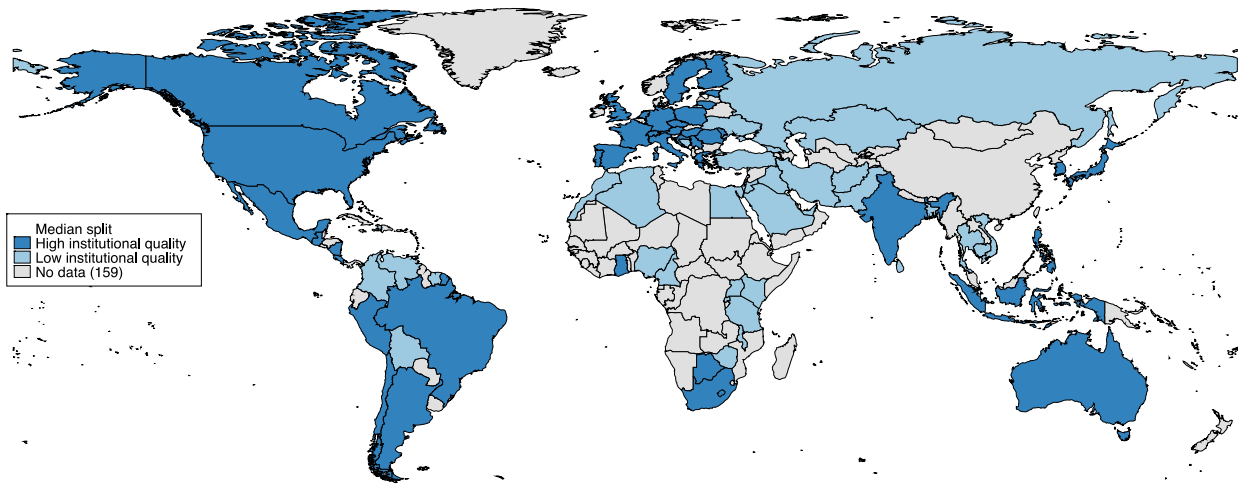 Median split
High institutional quality
Low institutional quality
No data (159)